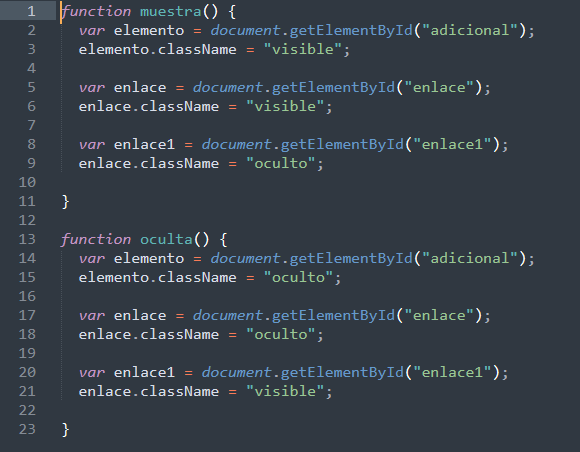 1 function muestra() {
2 var elemento = document.getElementById("adicional");
3 elemento.className = "visible";
4
5 var enlace = document.getElementById("enlace");
6 enlace.className = "visible";
7
8 var enlace1 = document.getElementById("enlace1");
9 enlace.className = "oculto";
10
11 }
12
13 function oculta() {
14 var elemento = document.getElementById("adicional");
15 elemento.className = "oculto";
16
17 var enlace = document.getElementById("enlace");
18 enlace.className = "oculto";
19
20 var enlace1 = document.getElementById("enlace1");
21 enlace.className = "visible";
22
23 }